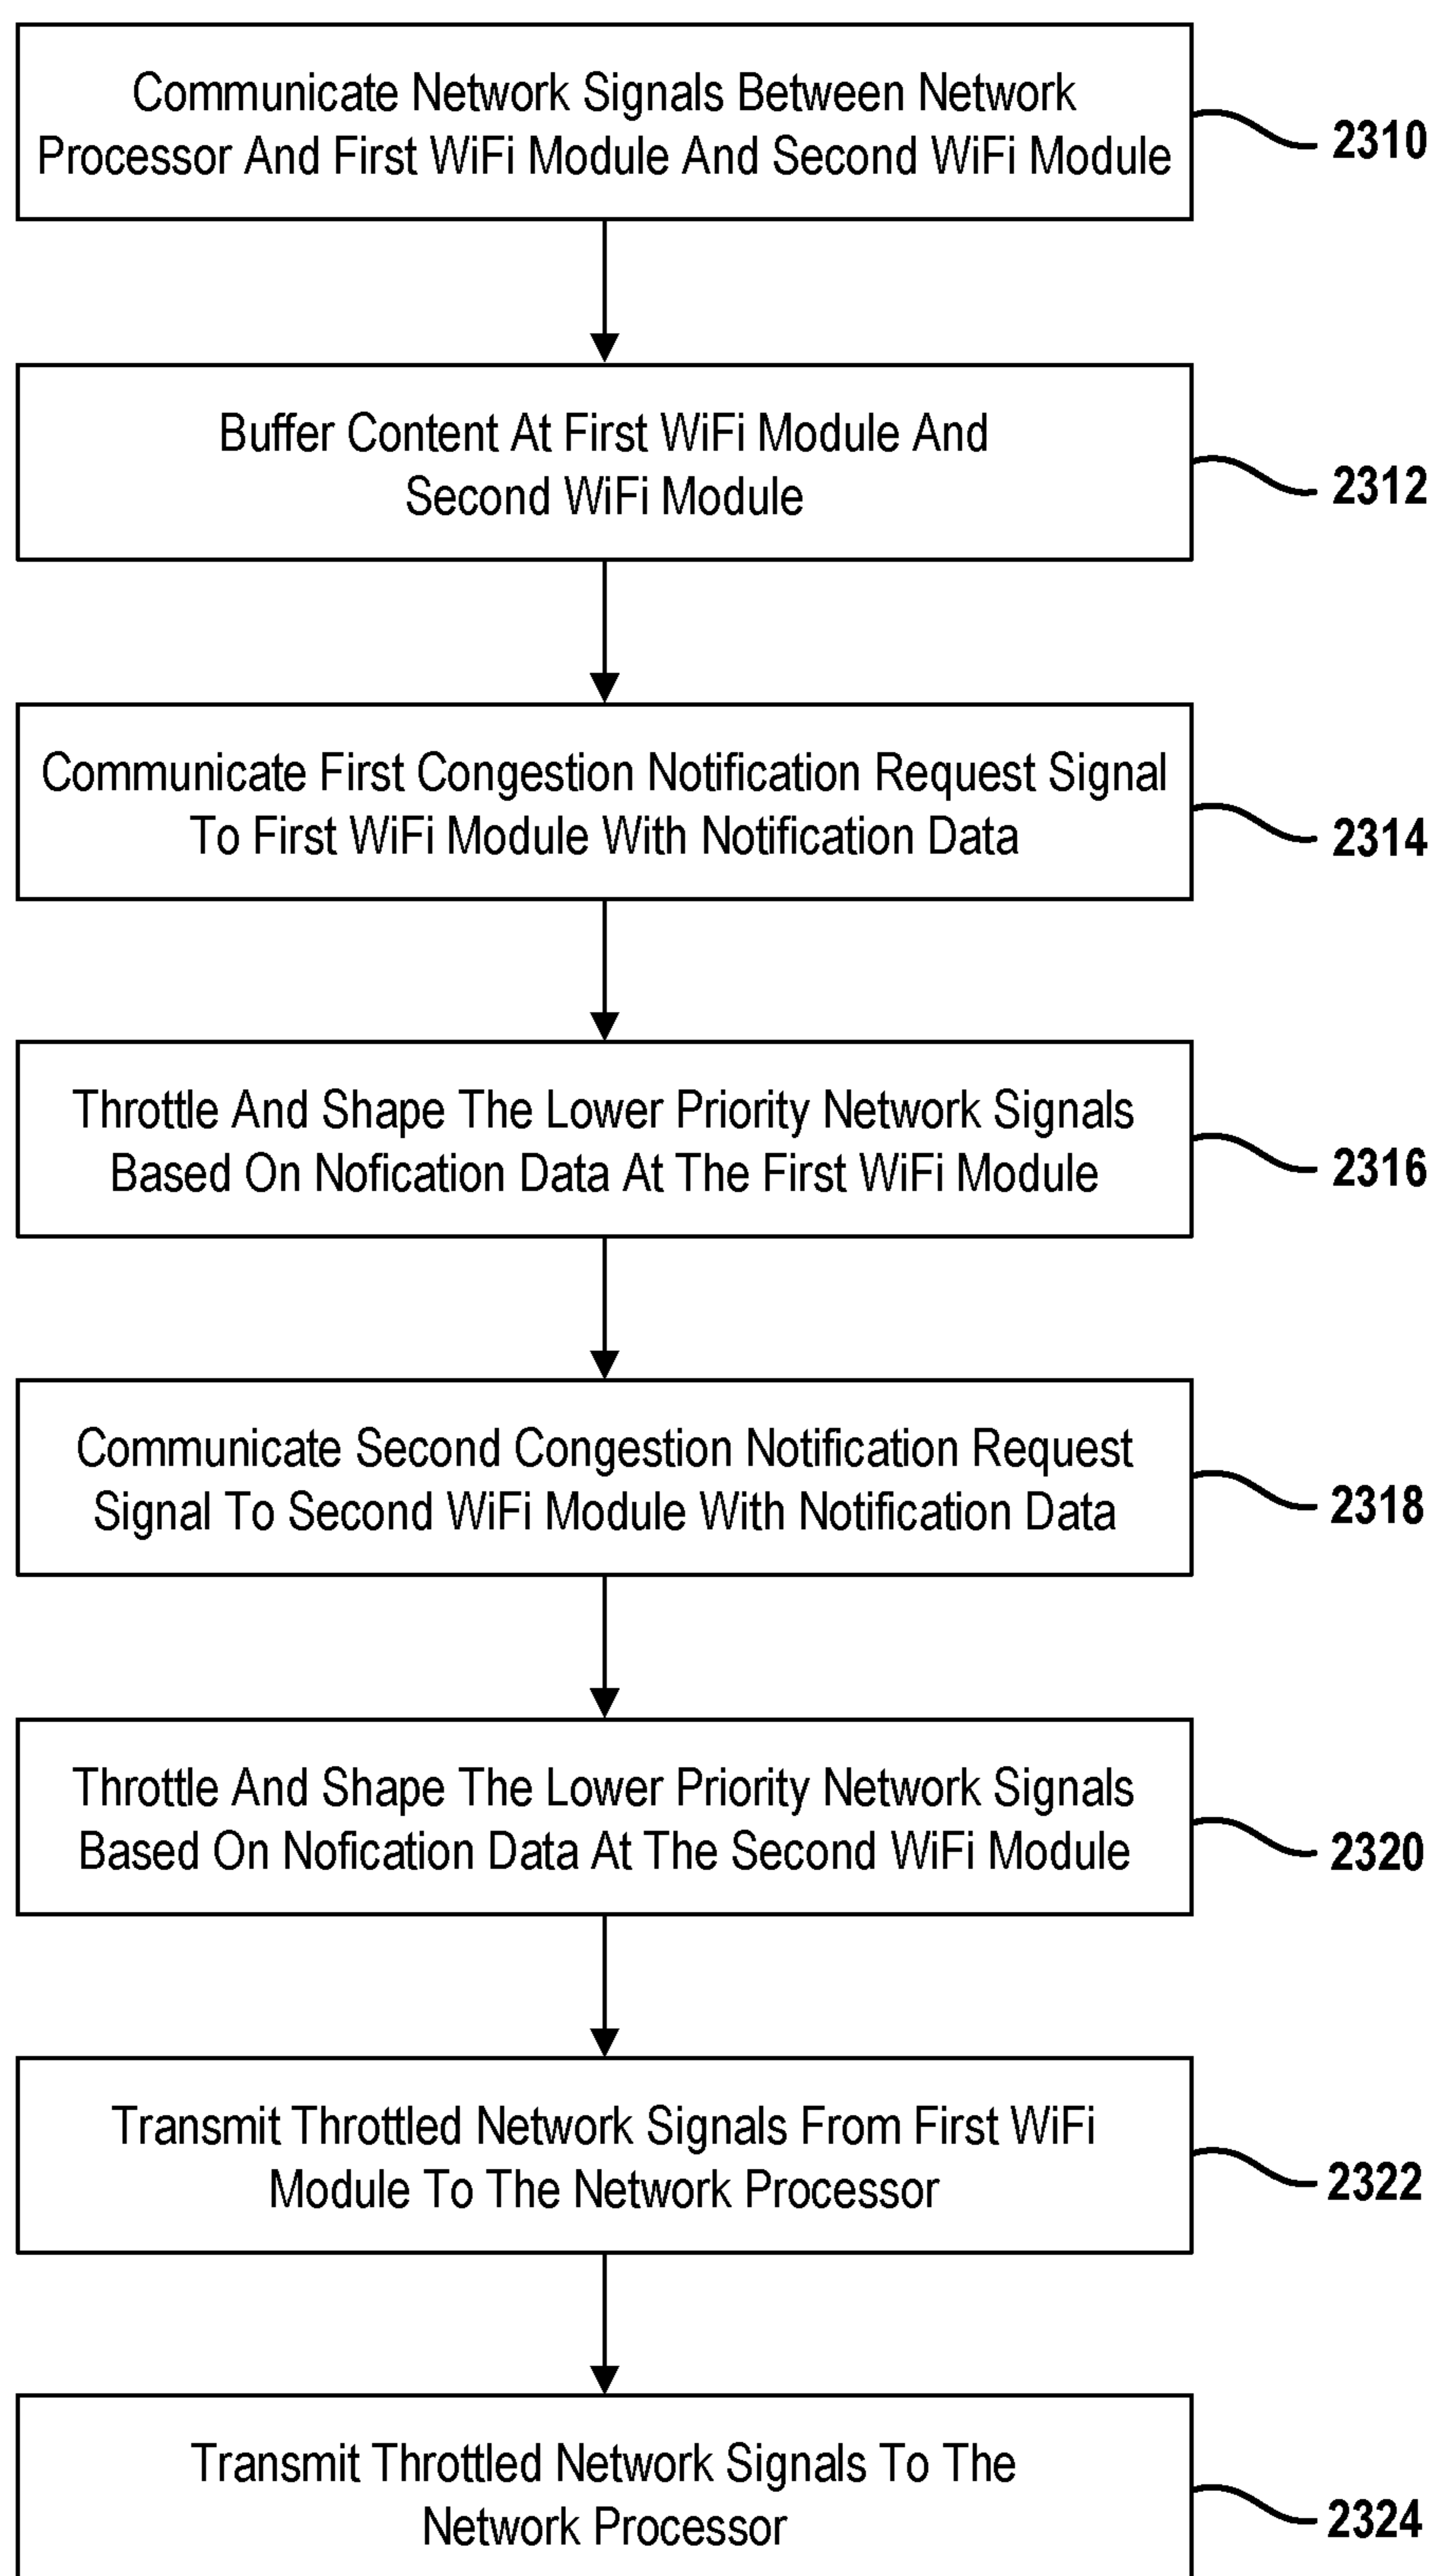 Communicate Network Signals Between Network
Processor And First WiFi Module And Second WiFi Module
2310
Buffer Content At First WiFi Module And
Second WiFi Module
2312
Communicate First Congestion Notification Request Signal
To First WiFi Module With Notification Data
2314
Throttle And Shape The Lower Priority Network Signals
Based On Nofication Data At The First WiFi Module
2316
Communicate Second Congestion Notification Request
Signal To Second WiFi Module With Notification Data
2318
Throttle And Shape The Lower Priority Network Signals
Based On Nofication Data At The Second WiFi Module
2320
Transmit Throttled Network Signals From First WiFi
Module To The Network Processor
2322
Transmit Throttled Network Signals To The
Network Processor
2324